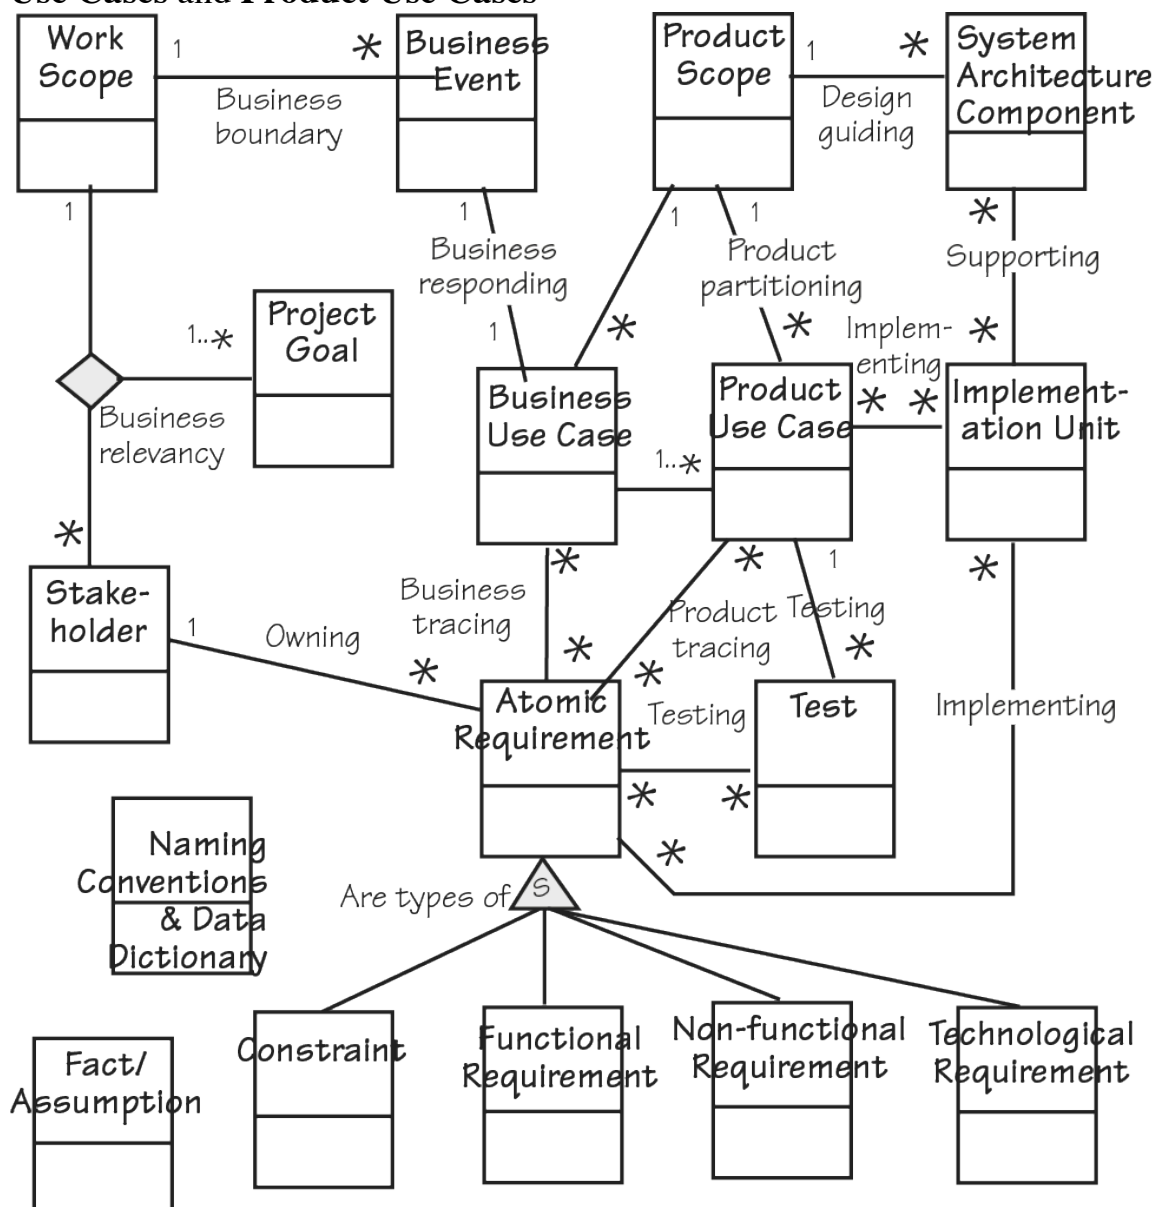 Use Cases and Product Use Cases
Work
Scope
1
*
Business
Event
Business
boundary
Product
Scope
1
*
System
Architecture
Component
Design
guiding
1
1
Business
responding
1
1
*
1
Product
partitioning
*
*
Supporting
*
1..*
Project
Goal
Business
relevancy
*
Business
Use Case
1..*
Product
Use Case
Implem-
enting
* *
Implement-
ation Unit
Stake-
holder
1
Owning
*
Business
tracing
*
*
*
Product
tracing
*
1
Testing
*
*
Implementing
Atomic
Requirement
Testing
*
*
Test
*
Naming
Conventions
& Data
Dictionary
Are types of
S
Fact/
Assumption
Constraint
Functional
Requirement
Non-functional
Requirement
Technological
Requirement